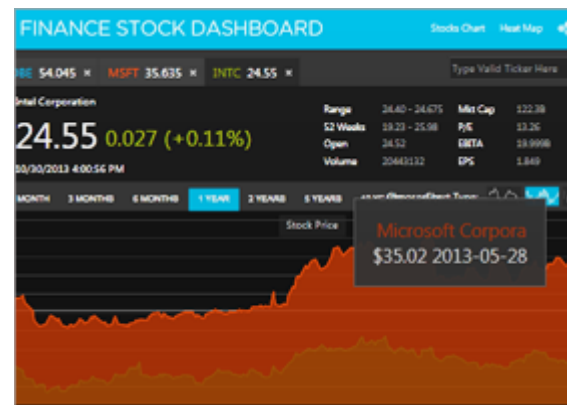 FINANCE STOCK DASHBOARD
Stocks Chart Heat Map
54.045 × MSFT 35.635 × INTC 24.55 ×
Type Valid Ticker Here
Intel Corporation
24.55 0.027 (+0.11%)
10/30/2013 4:00:56 PM
Range 24.40 - 24.675 Mkt Cap 122.3B
52 Weeks 19.23 - 25.98 P/E 13.26
Open 24.52 EBITA 19.999B
Volume 20443132 EPS 1.849
MONTH 3 MONTHS 6 MONTHS 1 YEAR 2 YEARS 5 YEARS
Stock Price
Microsoft Corpora
$35.02 2013-05-28